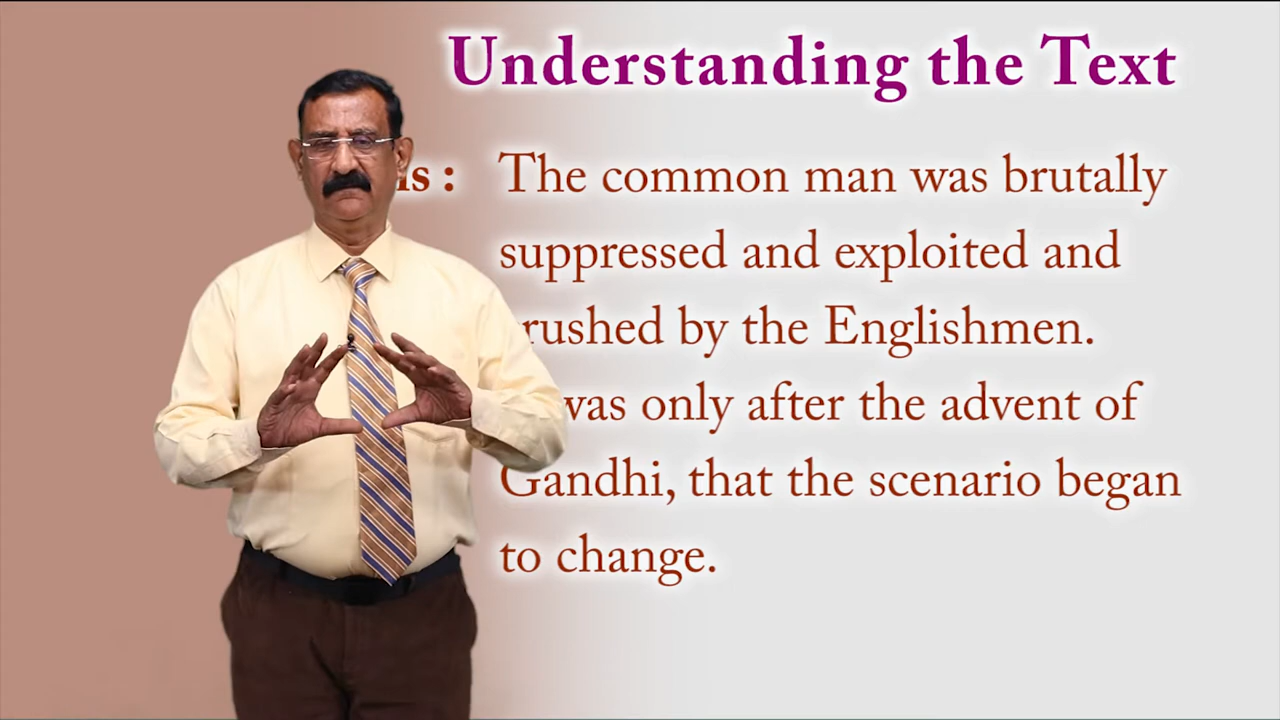 Understanding the Text
: The common man was brutally
suppressed and exploited and
by the Englishmen.
was only after the advent of
Gandhi, that the scenario began
to change.